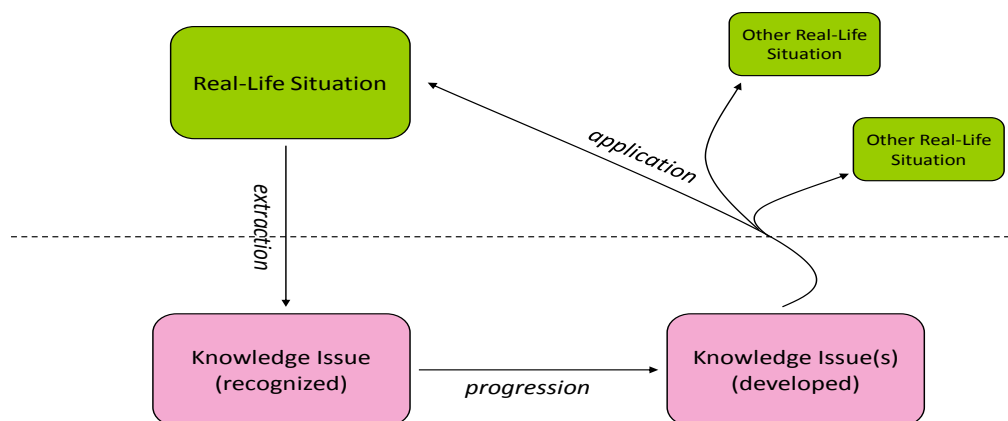 Other Real-Life
Situation
Real-Life Situation
application
Other Real-Life
Situation
extraction
Knowledge Issue
(recognized)
progression
Knowledge Issue(s)
(developed)